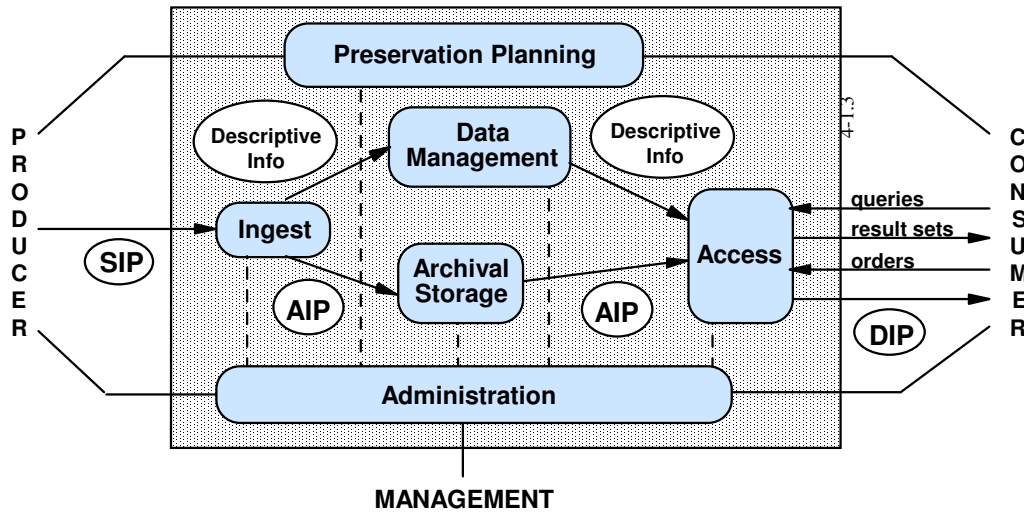 Preservation Planning
4-1.3
P
R
O
D
U
C
E
R
Descriptive
Info
Data
Management
Descriptive
Info
C
O
N
S
U
M
E
R
Ingest
SIP
queries
result sets
orders
Access
Archival
Storage
AIP
AIP
DIP
Administration
MANAGEMENT